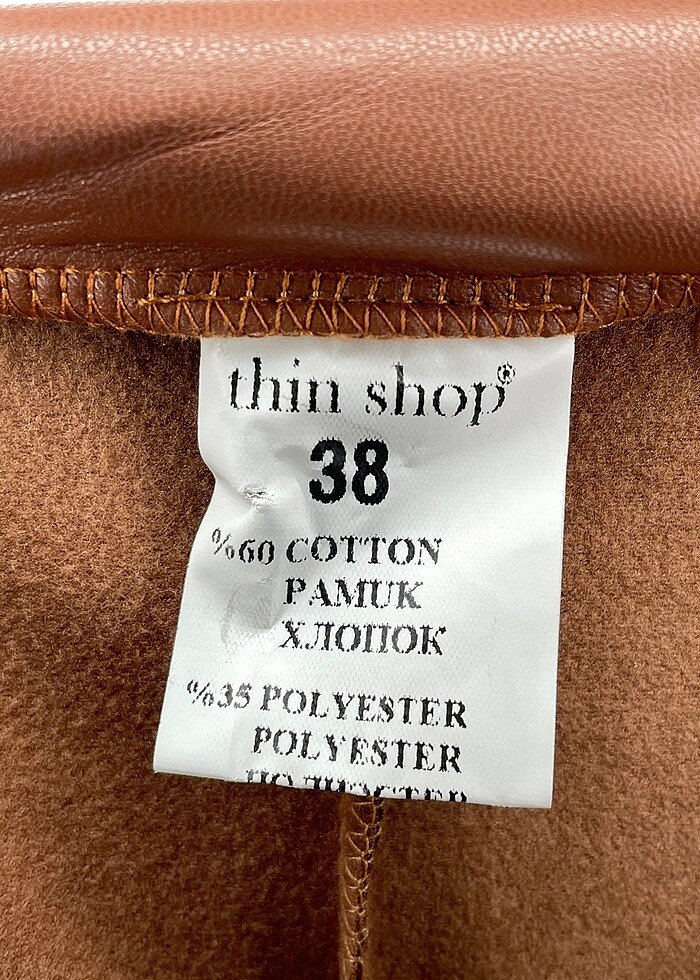 thin shop®
38
%60 COTTON
PAMUK
ХЛОПОК
%35 POLYESTER
POLYESTER